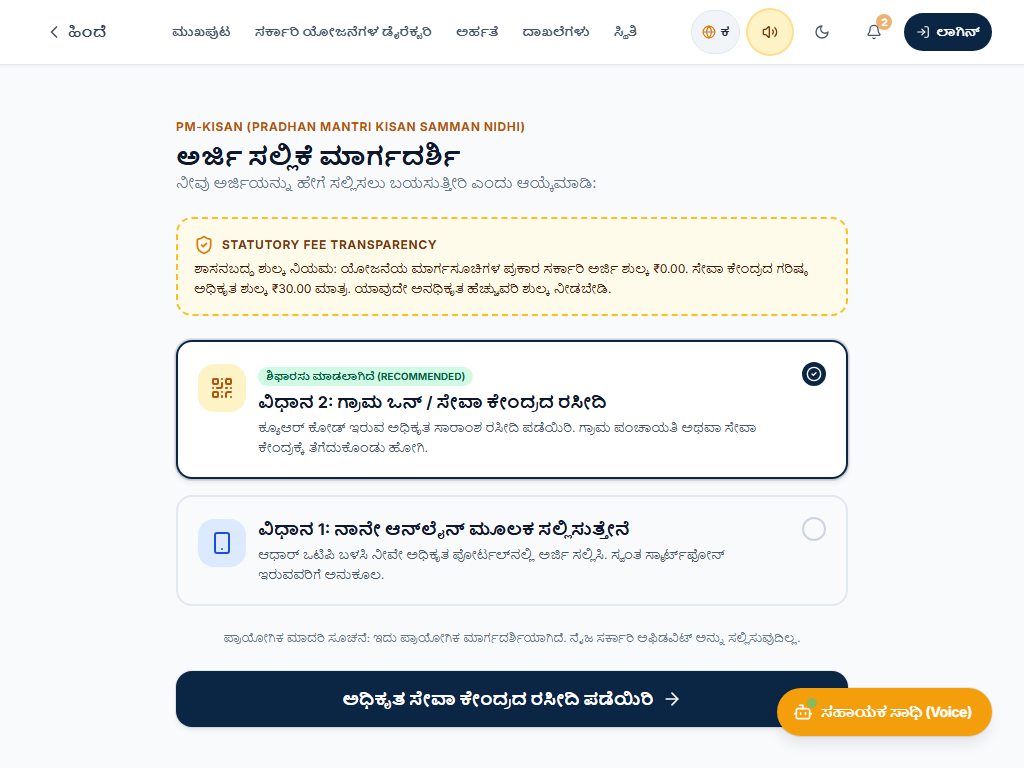 ಹಿಂದೆ
ಮುಖಪುಟ
ಸರ್ಕಾರಿ ಯೋಜನೆಗಳ ಡೈರೆಕ್ಟರಿ
ಅರ್ಹತೆ
ದಾಖಲೆಗಳು
ಸ್ಥಿತಿ
ಕ
2
ಲಾಗಿನ್
PM-KISAN (PRADHAN MANTRI KISAN SAMMAN NIDHI)
ಅರ್ಜಿ ಸಲ್ಲಿಕೆ ಮಾರ್ಗದರ್ಶಿ
ನೀವು ಅರ್ಜಿಯನ್ನು ಹೇಗೆ ಸಲ್ಲಿಸಲು ಬಯಸುತ್ತೀರಿ ಎಂದು ಆಯ್ಕೆಮಾಡಿ:
STATUTORY FEE TRANSPARENCY
ಶಾಸನಬದ್ಧ ಶುಲ್ಕ ನಿಯಮ: ಯೋಜನೆಯ ಮಾರ್ಗಸೂಚಿಗಳ ಪ್ರಕಾರ ಸರ್ಕಾರಿ ಅರ್ಜಿ ಶುಲ್ಕ ₹0.00. ಸೇವಾ ಕೇಂದ್ರದ ಗರಿಷ್ಠ
ಅಧಿಕೃತ ಶುಲ್ಕ ₹30.00 ಮಾತ್ರ. ಯಾವುದೇ ಅನಧಿಕೃತ ಹೆಚ್ಚುವರಿ ಶುಲ್ಕ ನೀಡಬೇಡಿ.
ಶಿಫಾರಸು ಮಾಡಲಾಗಿದೆ (RECOMMENDED)
ವಿಧಾನ 2: ಗ್ರಾಮ ಒನ್ / ಸೇವಾ ಕೇಂದ್ರದ ರಸೀದಿ
ಕ್ಯೂಆರ್ ಕೋಡ್ ಇರುವ ಅಧಿಕೃತ ಸಾರಾಂಶ ರಸೀದಿ ಪಡೆಯಿರಿ. ಗ್ರಾಮ ಪಂಚಾಯತಿ ಅಥವಾ ಸೇವಾ
ಕೇಂದ್ರಕ್ಕೆ ತೆಗೆದುಕೊಂಡು ಹೋಗಿ.
ವಿಧಾನ 1: ನಾನೇ ಆನ್‌ಲೈನ್ ಮೂಲಕ ಸಲ್ಲಿಸುತ್ತೇನೆ
ಆಧಾರ್ ಒಟಿಪಿ ಬಳಸಿ ನೀವೇ ಅಧಿಕೃತ ಪೋರ್ಟಲ್‌ನಲ್ಲಿ ಅರ್ಜಿ ಸಲ್ಲಿಸಿ. ಸ್ವಂತ ಸ್ಮಾರ್ಟ್‌ಫೋನ್
ಇರುವವರಿಗೆ ಅನುಕೂಲ.
ಪ್ರಾಯೋಗಿಕ ಮಾದರಿ ಸೂಚನೆ: ಇದು ಪ್ರಾಯೋಗಿಕ ಮಾರ್ಗದರ್ಶಿಯಾಗಿದೆ. ನೈಜ ಸರ್ಕಾರಿ ಅಫಿಡವಿಟ್ ಅನ್ನು ಸಲ್ಲಿಸುವುದಿಲ್ಲ.
ಅಧಿಕೃತ ಸೇವಾ ಕೇಂದ್ರದ ರಸೀದಿ ಪಡೆಯಿರಿ
ಸಹಾಯಕ ಸಾಥಿ (Voice)